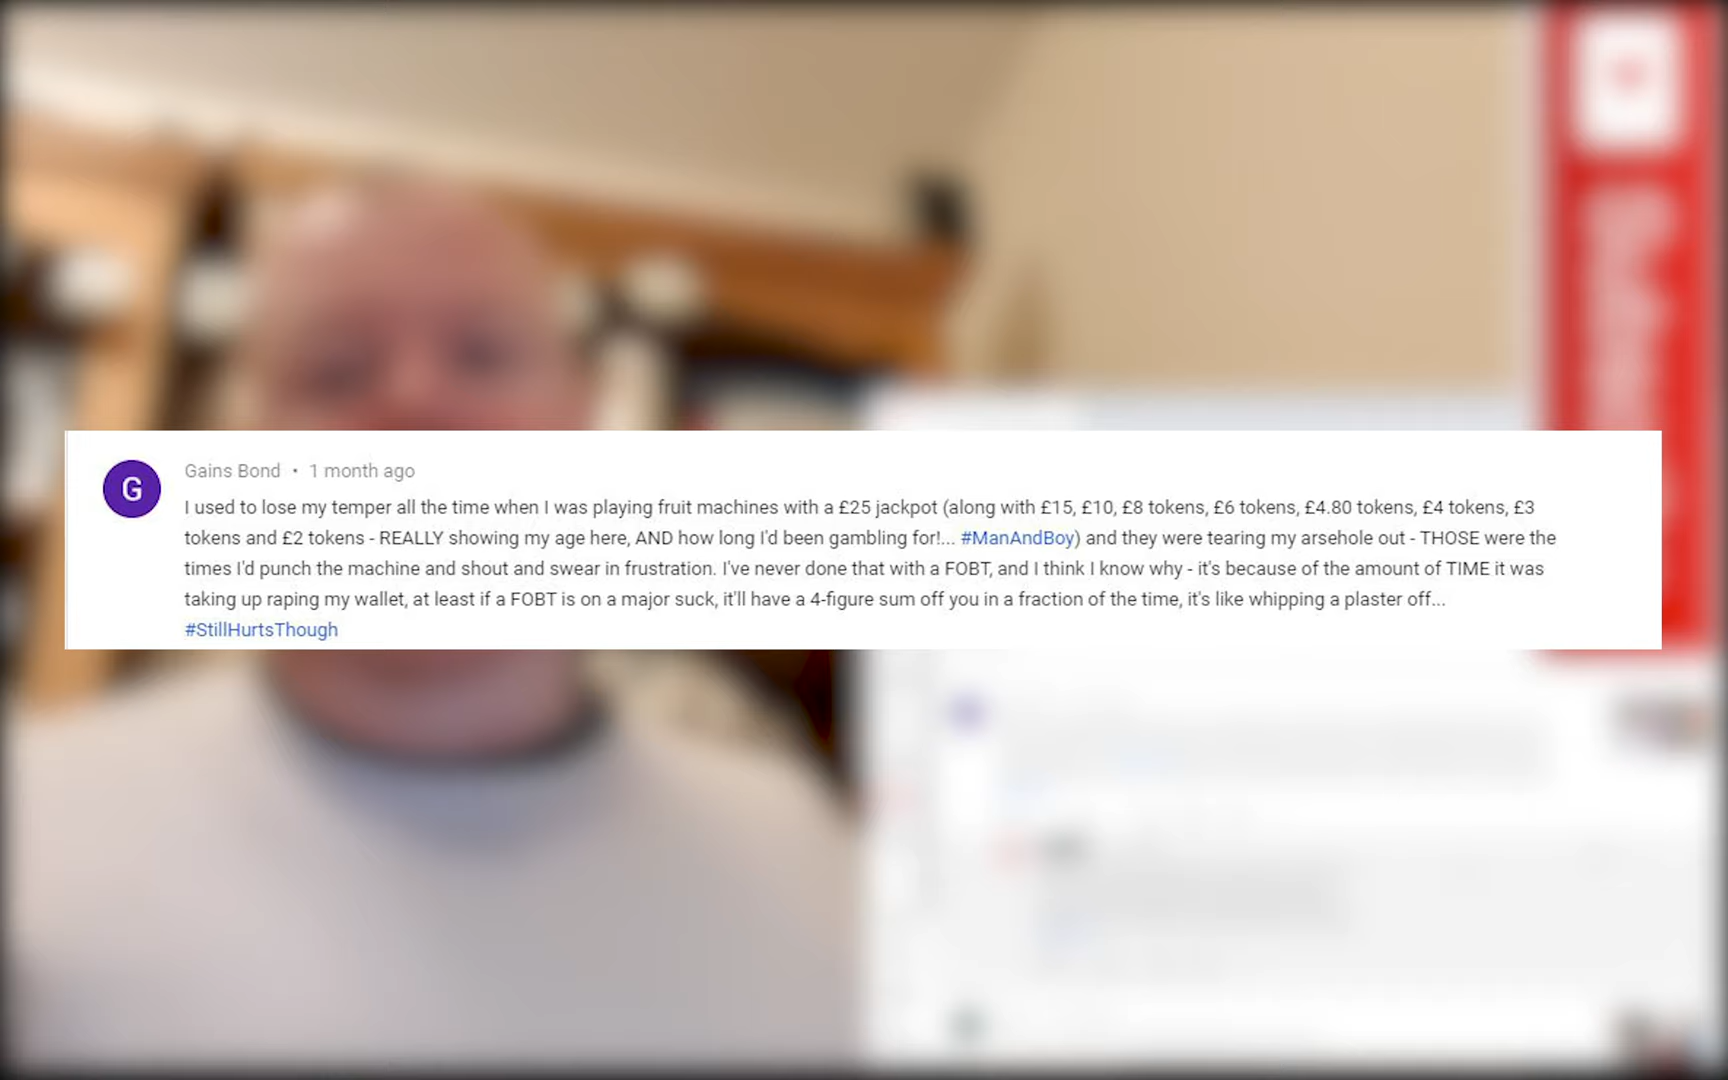 G
Gains Bond • 1 month ago
I used to lose my temper all the time when I was playing fruit machines with a £25 jackpot (along with £15, £10, £8 tokens, £6 tokens, £4.80 tokens, £4 tokens, £3
tokens and £2 tokens - REALLY showing my age here, AND how long I'd been gambling for!... #ManAndBoy) and they were tearing my arsehole out - THOSE were the
times I'd punch the machine and shout and swear in frustration. I've never done that with a FOBT, and I think I know why - it's because of the amount of TIME it was
taking up raping my wallet, at least if a FOBT is on a major suck, it'll have a 4-figure sum off you in a fraction of the time, it's like whipping a plaster off...
#StillHurtsThough